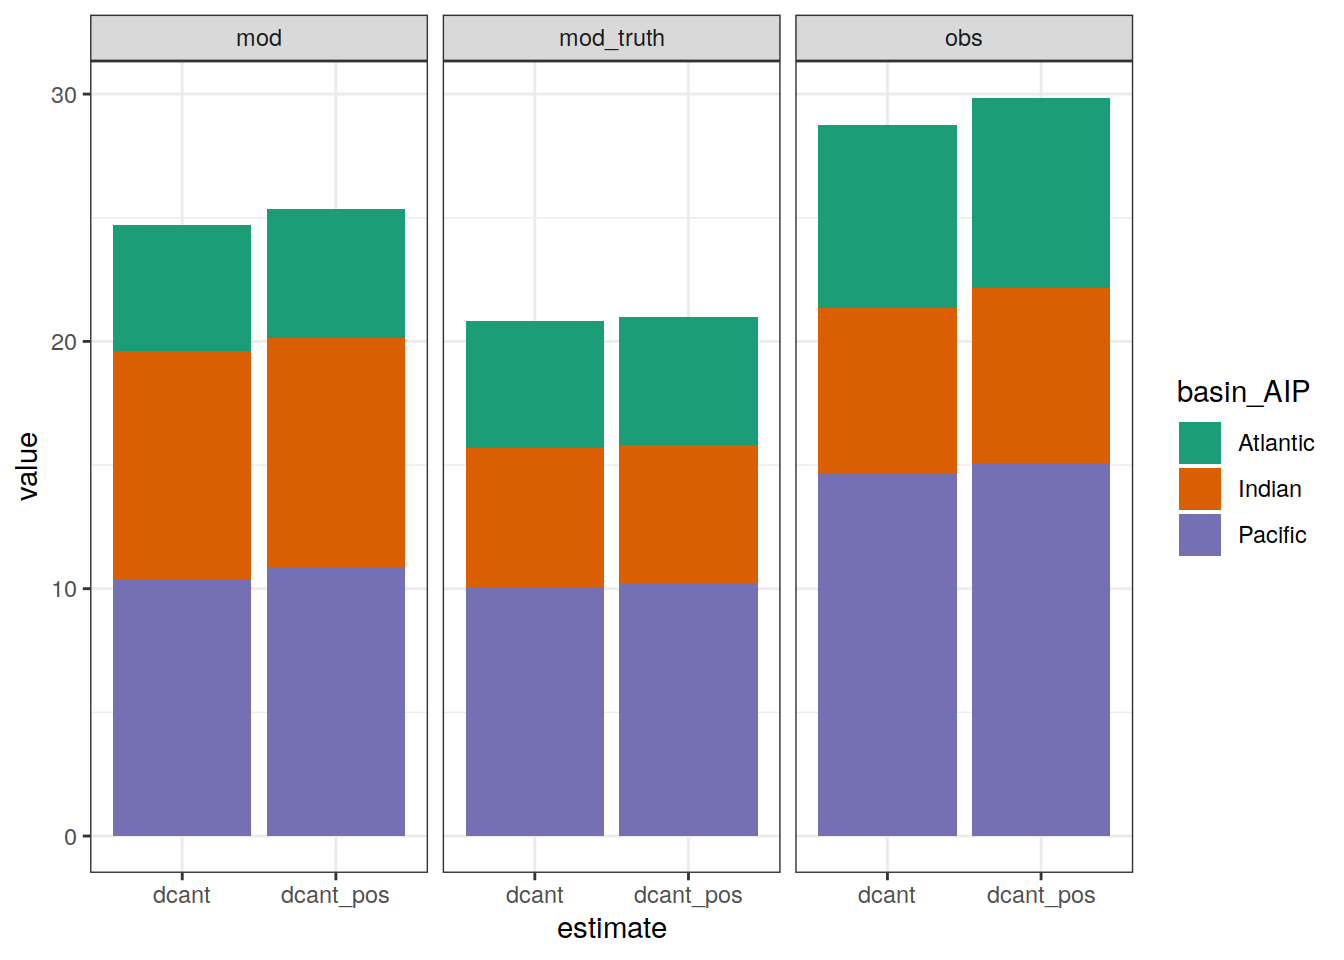 mod
mod_truth
obs
value
30
20
10
0
dcant
dcant_pos
dcant
dcant_pos
dcant
dcant_pos
estimate
basin_AIP
Atlantic
Indian
Pacific